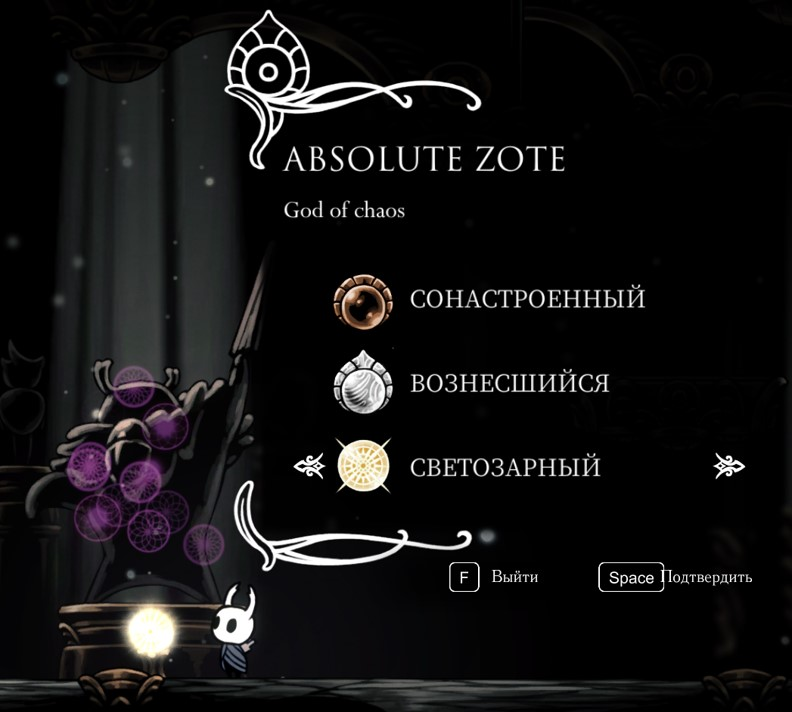 ABSOLUTE ZOTE
God of chaos
СОНАСТРОЕННЫЙ
ВОЗНЕСШИЙСЯ
СВЕТОЗАРНЫЙ
F Выйти
Space Подтвердить